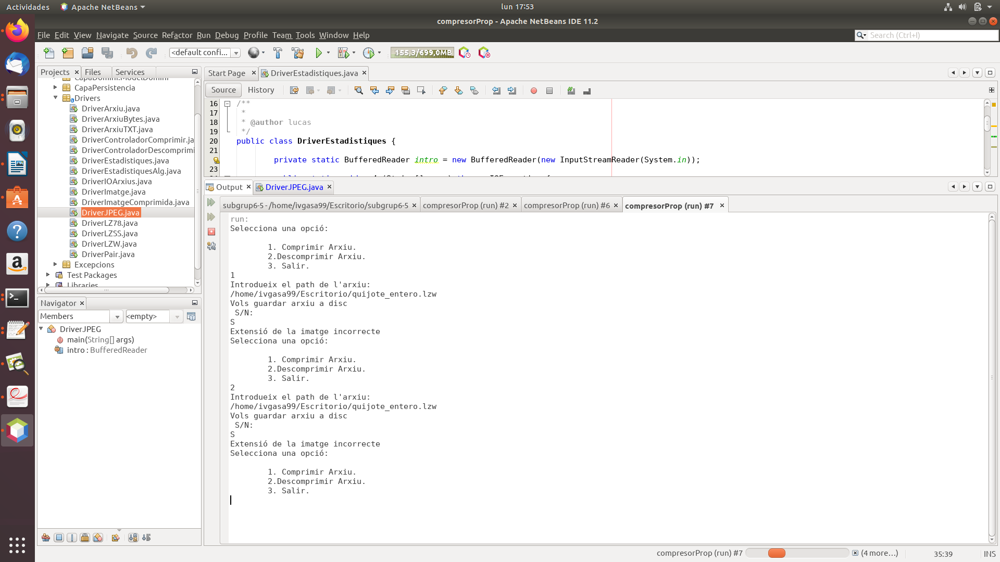 Actividades
Apache NetBeans
lun 17:53
compresorProp - Apache NetBeans IDE 11.2
File Edit View Navigate Source Refactor Run Debug Profile Team Tools Window Help
Search (Ctrl+I)
<default confi...
155,3/699,0MB
Projects Files Services
CapaDomini.ModelDomini
CapaPersistencia
Drivers
DriverArxiu.java
DriverArxiuBytes.java
DriverArxiuTXT.java
DriverControladorComprimir.ja
DriverControladorDescomprimi
DriverEstadistiques.java
DriverEstadistiquesAlg.java
DriverIOArxius.java
DriverImatge.java
DriverImatgeComprimida.java
DriverJPEG.java
DriverLZ78.java
DriverLZSS.java
DriverLZW.java
DriverPair.java
Excepcions
Test Packages
Libraries
Navigator
Members
<empty>
DriverJPEG
main(String[] args)
intro : BufferedReader
Start Page
DriverEstadistiques.java
Source History
16 /**
17 *
18 * @author lucas
19 */
20 public class DriverEstadistiques {
21
private static BufferedReader intro = new BufferedReader(new InputStreamReader(System.in));
23
Output
DriverJPEG.java
subgrup6-5 - /home/ivgasa99/Escritorio/subgrup6-5
compresorProp (run) #2
compresorProp (run) #6
compresorProp (run) #7
run:
Selecciona una opció:
1. Comprimir Arxiu.
2.Descomprimir Arxiu.
3. Salir.
1
Introdueix el path de l'arxiu:
/home/ivgasa99/Escritorio/quijote_entero.lzw
Vols guardar arxiu a disc
S/N:
S
Extensió de la imatge incorrecte
Selecciona una opció:
1. Comprimir Arxiu.
2.Descomprimir Arxiu.
3. Salir.
2
Introdueix el path de l'arxiu:
/home/ivgasa99/Escritorio/quijote_entero.lzw
Vols guardar arxiu a disc
S/N:
S
Extensió de la imatge incorrecte
Selecciona una opció:
1. Comprimir Arxiu.
2.Descomprimir Arxiu.
3. Salir.
compresorProp (run) #7
(4 more...)
35:39
INS